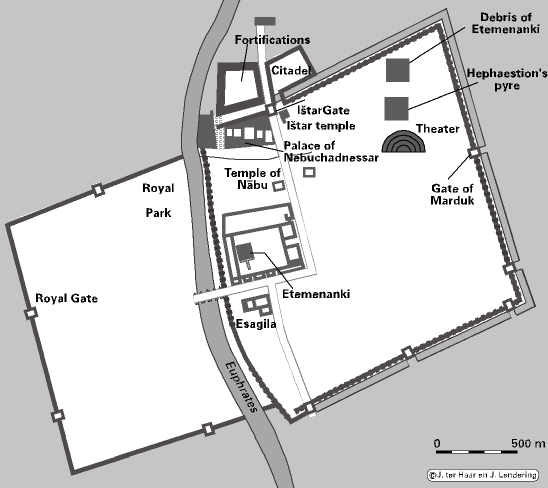 Debris of
Etemenanki
Fortifications
Citadel
Hephaestion's
pyre
IštarGate
Ištar temple
Theater
Palace of
Nebuchadnessar
Temple of
Näbu
Royal
Park
Gate of
Marduk
Royal Gate
Etemenanki
Esagila
Euphrates
0
500 m
©J. ter Haar en J. Lendering